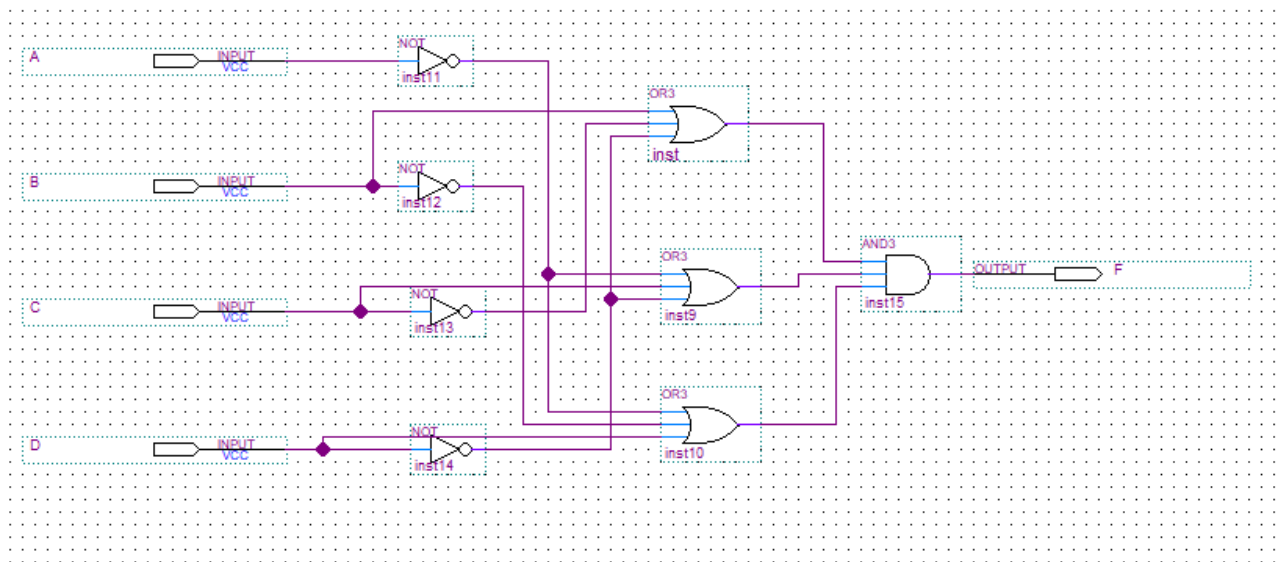 A
INPUT
VCC
NOT
inst11
OR3
inst
B
INPUT
VCC
NOT
inst12
AND3
inst15
OUTPUT
F
OR3
inst9
C
INPUT
VCC
NOT
inst13
OR3
inst10
D
INPUT
VCC
NOT
inst14